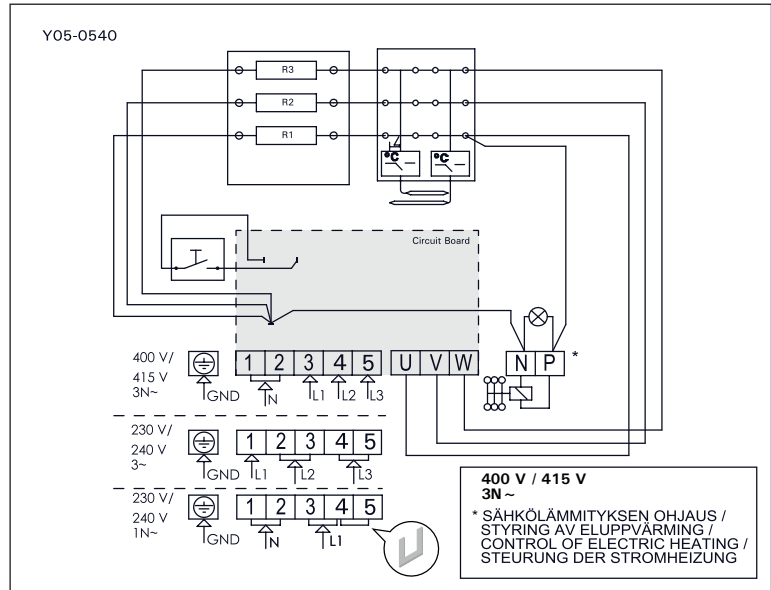 Y05-0540
R3
R2
R1
°C
°C
Circuit Board
400 V/
415 V
3N~
GND
1 2 3 4 5
N
L1
L2
L3
U V W
N P
*
230 V/
240 V
3~
GND
1 2 3 4 5
L1
L2
L3
230 V/
240 V
1N~
GND
1 2 3 4 5
N
L1
400 V / 415 V
3N~
* SÄHKÖLÄMMITYKSEN OHJAUS /
STYRING AV ELUPPVÄRMING /
CONTROL OF ELECTRIC HEATING /
STEURUNG DER STROMHEIZUNG